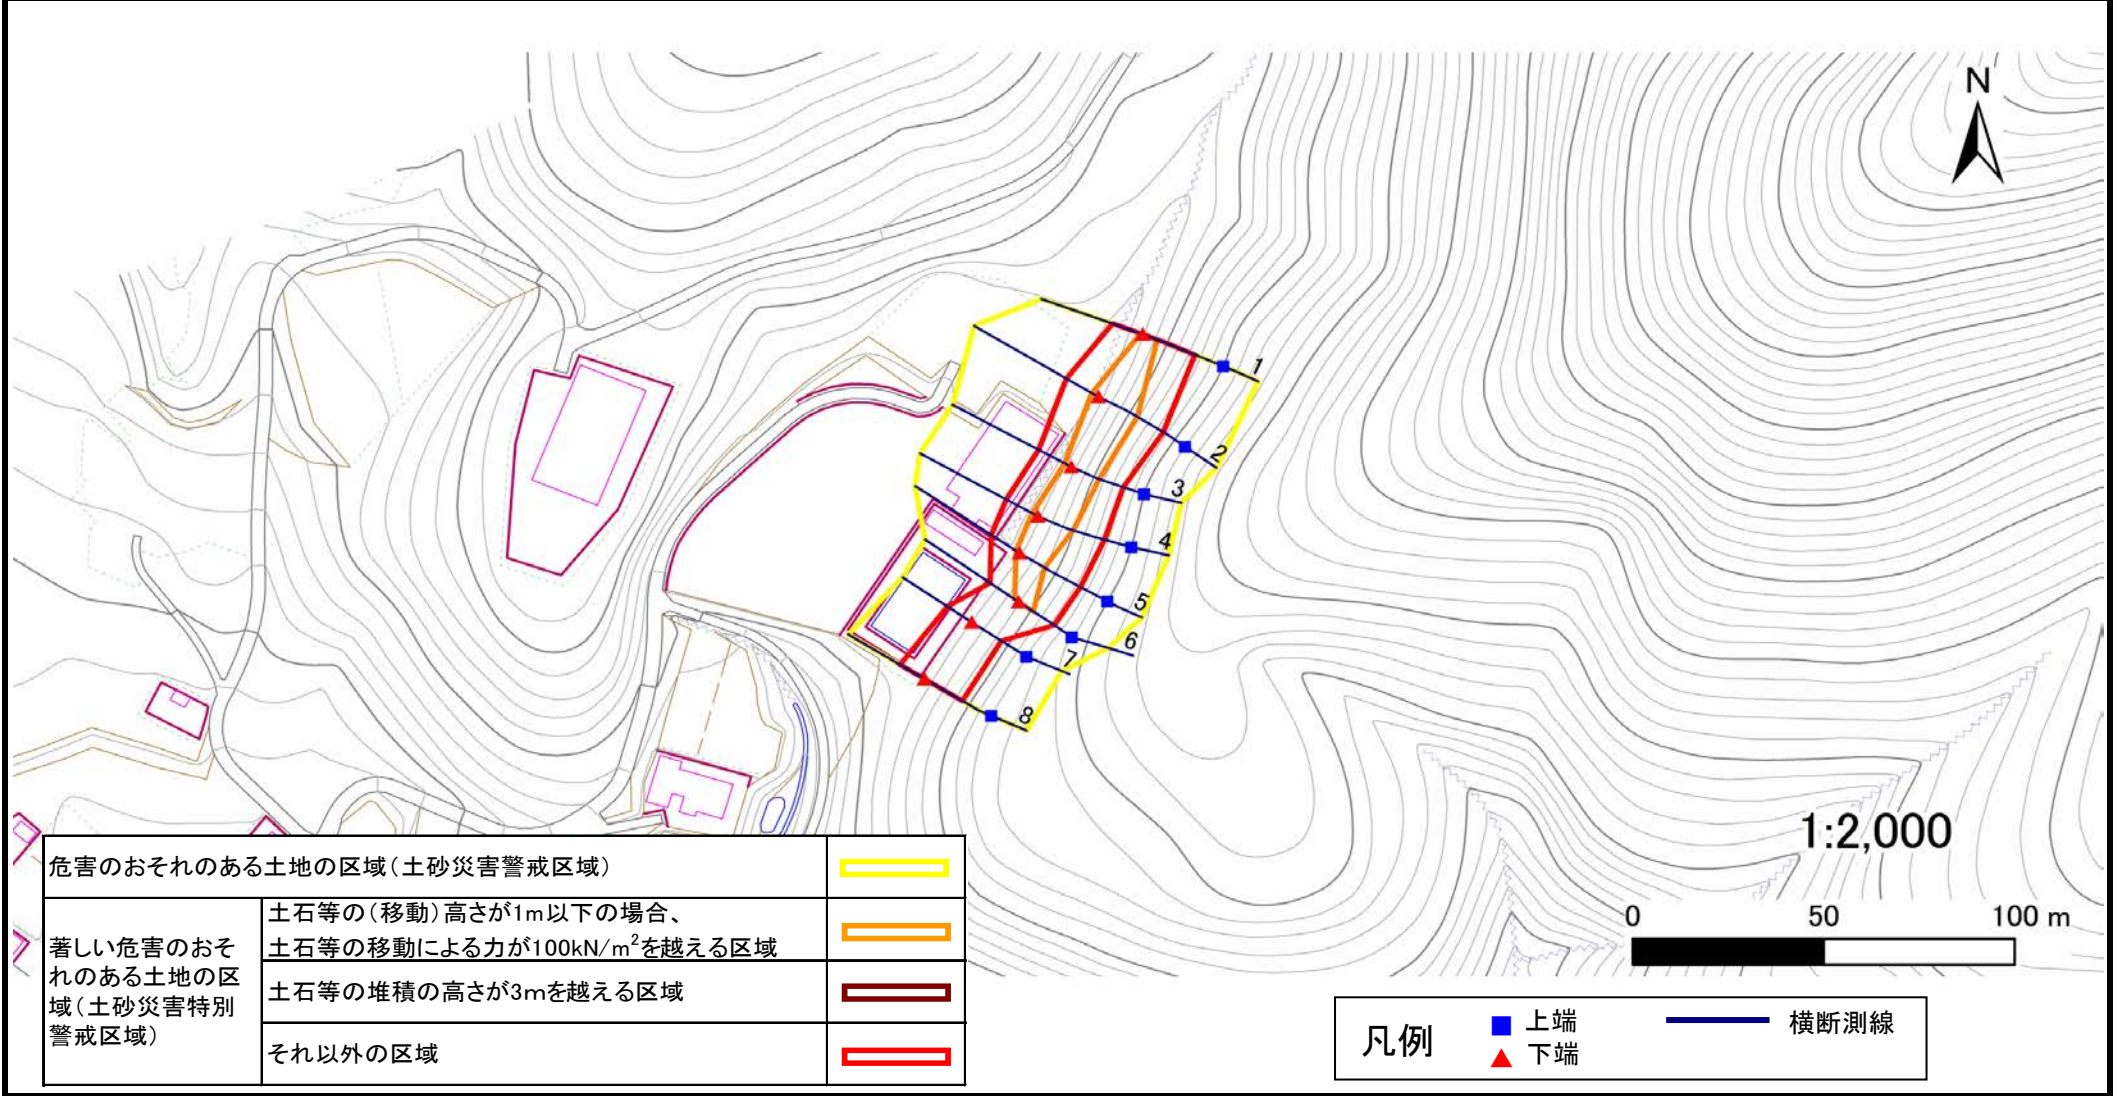 N
1
2
3
4
5
6
7
8
1:2,000
0 50 100 m
危害のおそれのある土地の区域(土砂災害警戒区域)
著しい危害のおそ
れのある土地の区
域(土砂災害特別
警戒区域)
土石等の(移動)高さが1m以下の場合、
土石等の移動による力が100kN/m²を越える区域
土石等の堆積の高さが3mを越える区域
それ以外の区域
凡例
上端
下端
横断測線